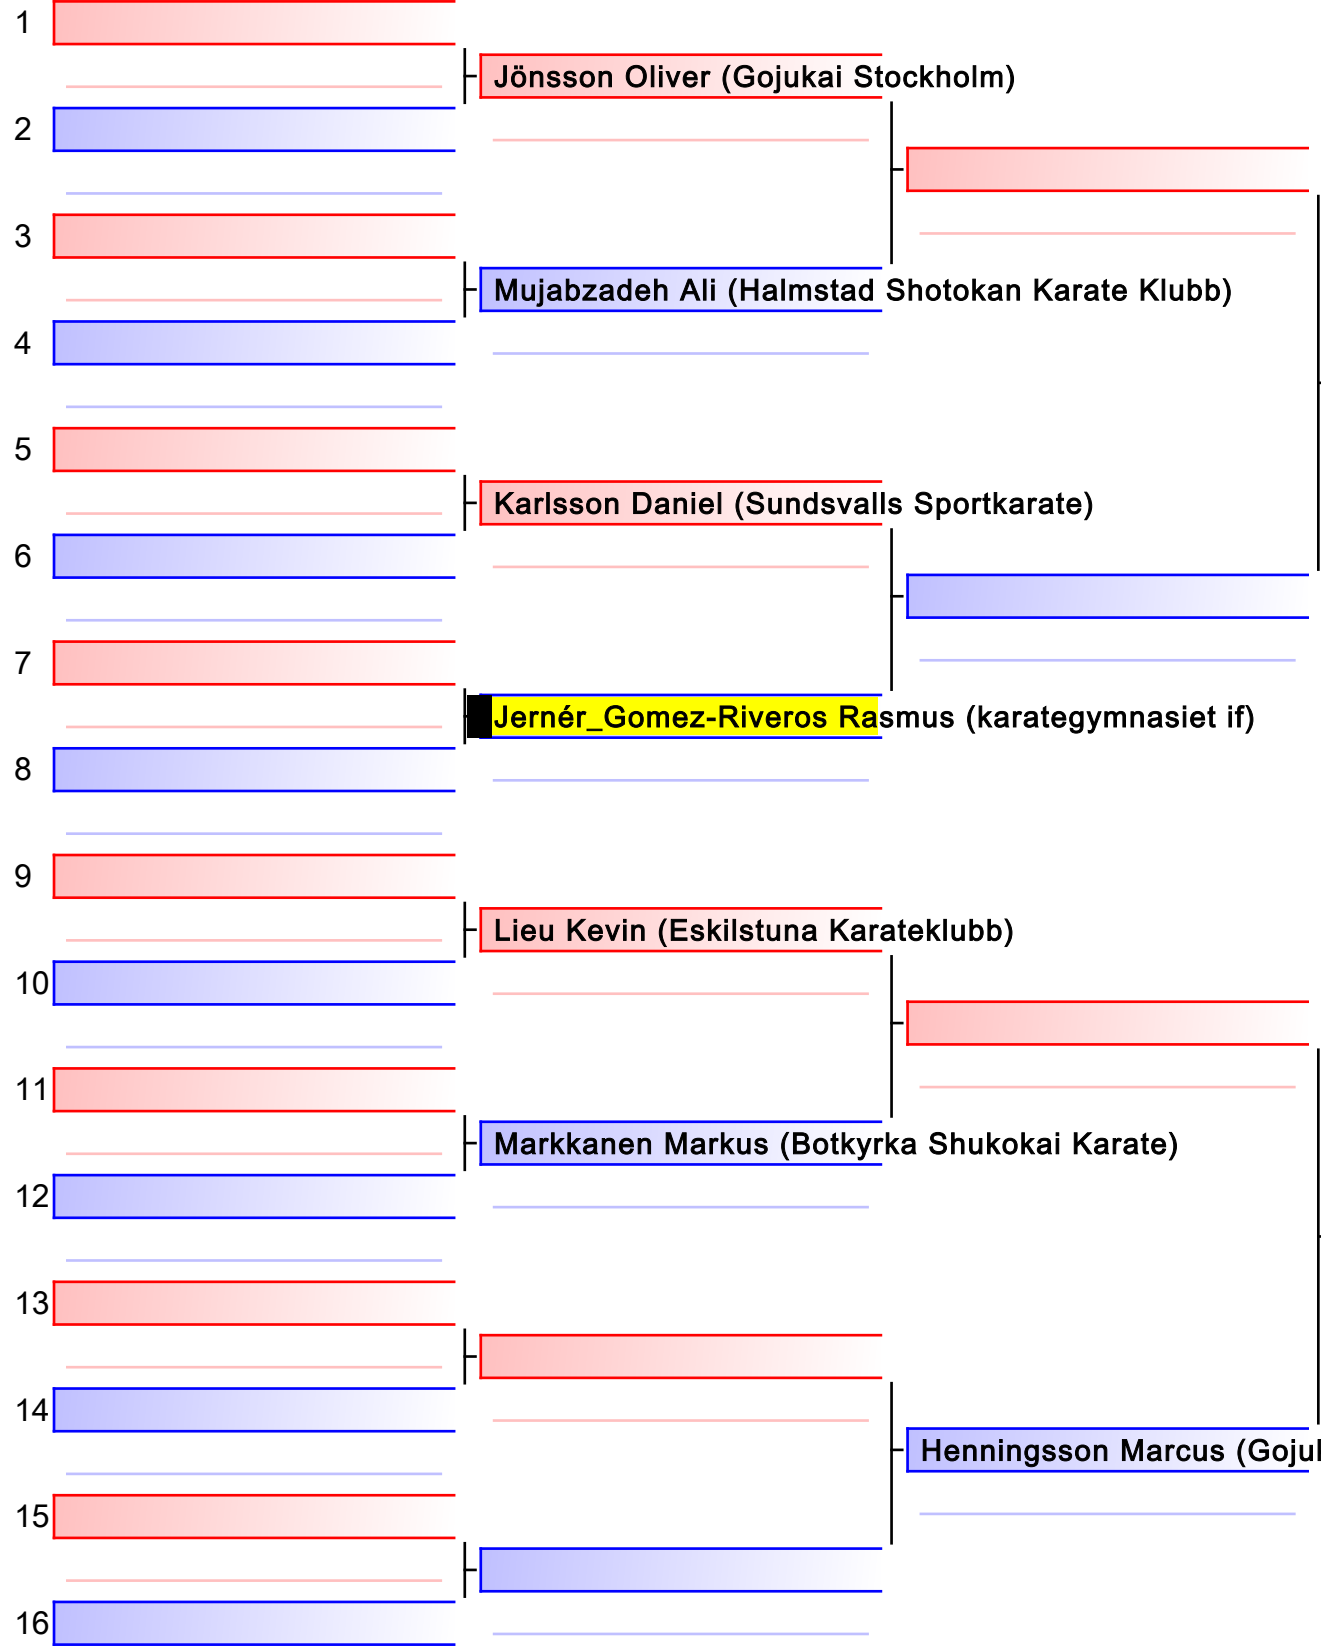 1
Jönsson Oliver (Gojukai Stockholm)
2
3
Mujabzadeh Ali (Halmstad Shotokan Karate Klubb)
4
5
Karlsson Daniel (Sundsvalls Sportkarate)
6
7
Jernér_Gomez-Riveros Rasmus (karategymnasiet if)
8
9
Lieu Kevin (Eskilstuna Karateklubb)
10
11
Markkanen Markus (Botkyrka Shukokai Karate)
12
13
14
Henningsson Marcus
15
16